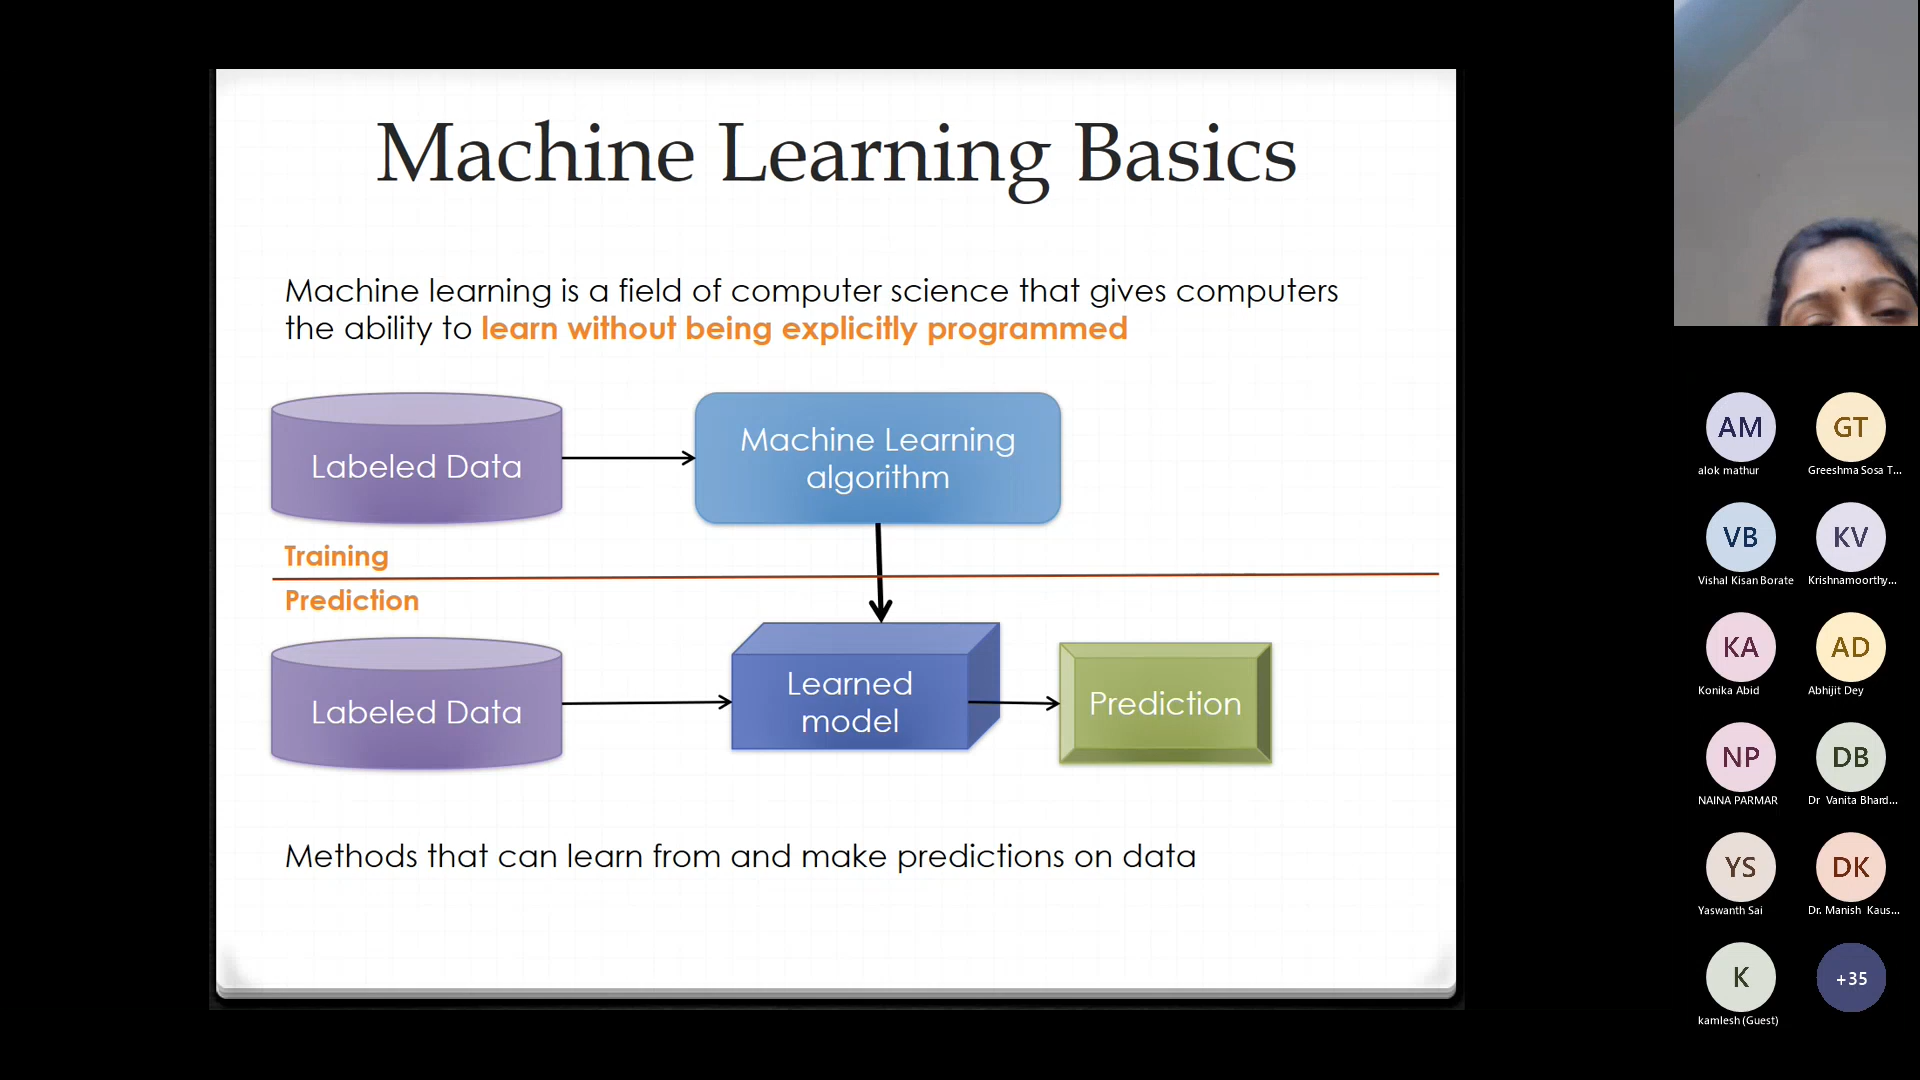 Machine Learning Basics
Machine learning is a field of computer science that gives computers
the ability to learn without being explicitly programmed
Labeled Data
Machine Learning
algorithm
Training
Prediction
Labeled Data
Learned
model
Prediction
Methods that can learn from and make predictions on data
AM
GT
alok mathur
Greeshma Sosa T...
VB
KV
Vishal Kisan Borate
Krishnamoorthy...
KA
AD
Konika Abid
Abhijit Dey
NP
DB
NAINA PARMAR
Dr Vanita Bhard...
YS
DK
Yaswanth Sai
Dr. Manish Kaus...
K
+35
kamlesh (Guest)